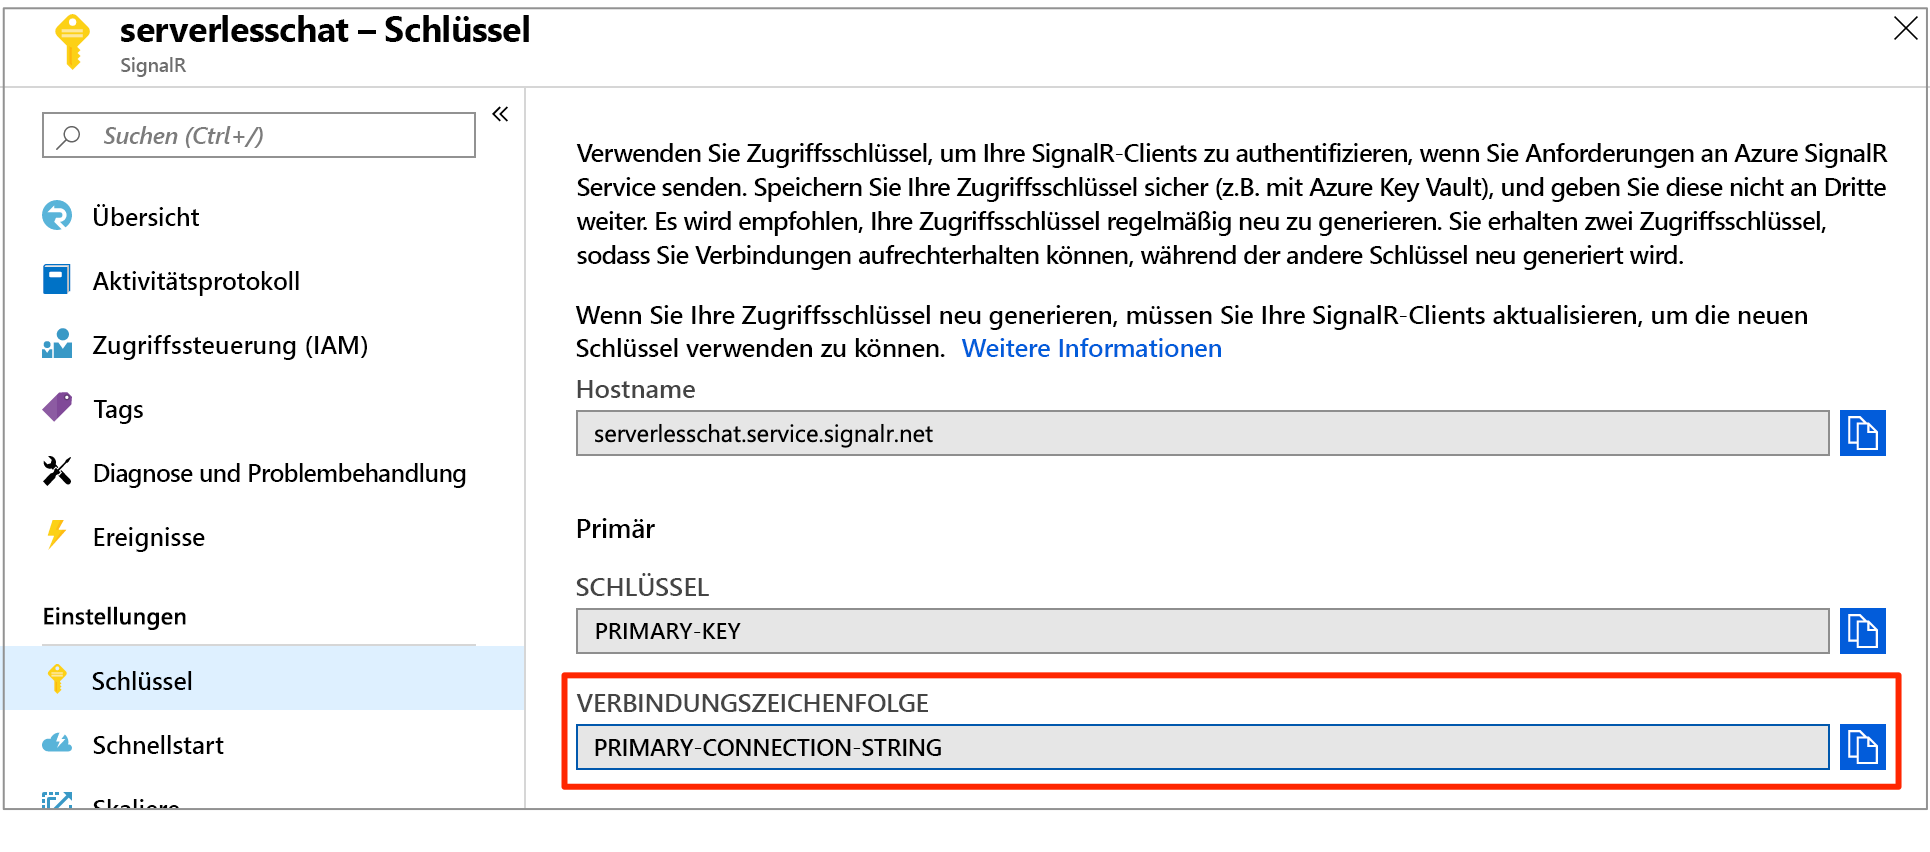 serverlesschat – Schlüssel
SignalR
Suchen (Ctrl+/)
Übersicht
Aktivitätsprotokoll
Zugriffssteuerung (IAM)
Tags
Diagnose und Problembehandlung
Ereignisse
Einstellungen
Schlüssel
Schnellstart
Skaliere
Verwenden Sie Zugriffsschlüssel, um Ihre SignalR-Clients zu authentifizieren, wenn Sie Anforderungen an Azure SignalR
Service senden. Speichern Sie Ihre Zugriffsschlüssel sicher (z.B. mit Azure Key Vault), und geben Sie diese nicht an Dritte
weiter. Es wird empfohlen, Ihre Zugriffsschlüssel regelmäßig neu zu generieren. Sie erhalten zwei Zugriffsschlüssel,
sodass Sie Verbindungen aufrechterhalten können, während der andere Schlüssel neu generiert wird.
Wenn Sie Ihre Zugriffsschlüssel neu generieren, müssen Sie Ihre SignalR-Clients aktualisieren, um die neuen
Schlüssel verwenden zu können. Weitere Informationen
Hostname
serverlesschat.service.signalr.net
Primär
SCHLÜSSEL
PRIMARY-KEY
VERBINDUNGSZEICHENFOLGE
PRIMARY-CONNECTION-STRING